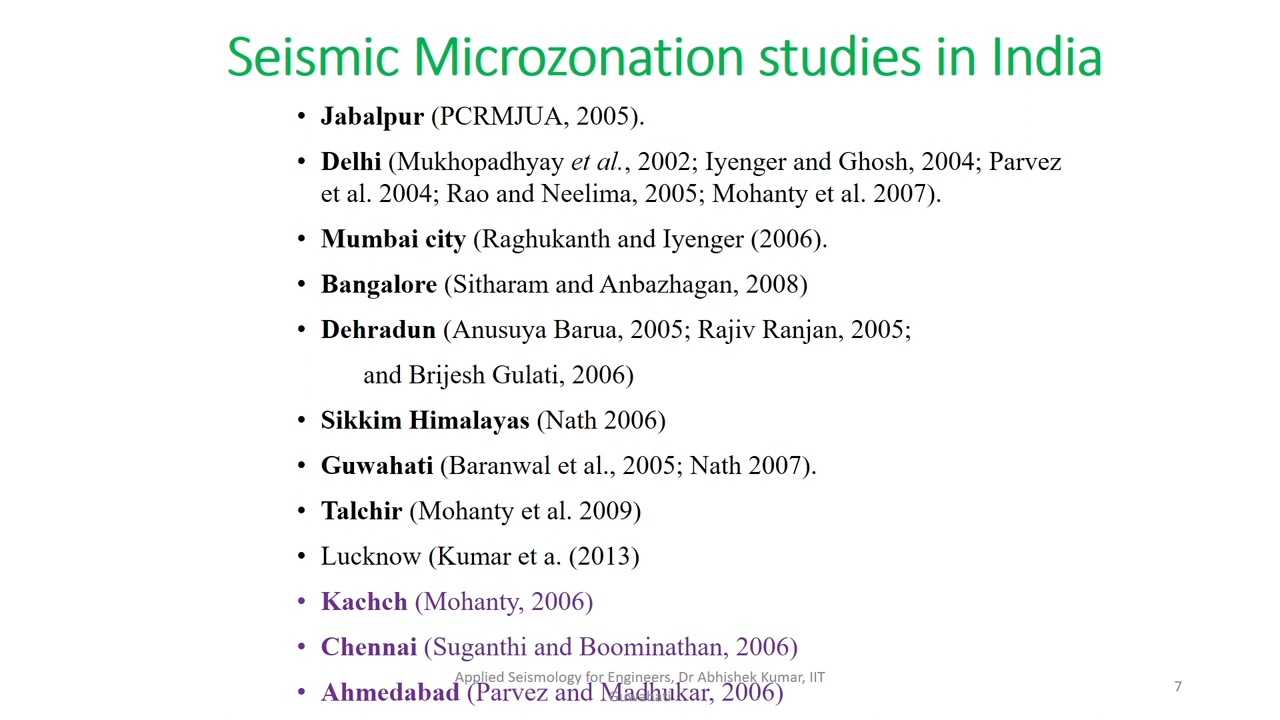 Seismic Microzonation studies in India
• Jabalpur (PCRMJUA, 2005).
• Delhi (Mukhopadhyay et al., 2002; Iyenger and Ghosh, 2004; Parvez
et al. 2004; Rao and Neelima, 2005; Mohanty et al. 2007).
• Mumbai city (Raghukanth and Iyenger (2006).
• Bangalore (Sitharam and Anbazhagan, 2008)
• Dehradun (Anusuya Barua, 2005; Rajiv Ranjan, 2005;
and Brijesh Gulati, 2006)
• Sikkim Himalayas (Nath 2006)
• Guwahati (Baranwal et al., 2005; Nath 2007).
• Talchir (Mohanty et al. 2009)
• Lucknow (Kumar et a. (2013)
• Kachch (Mohanty, 2006)
• Chennai (Suganthi and Boominathan, 2006)
• Ahmedabad (Parvez and Madhukar, 2006)
Applied Seismology for Engineers, Dr Abhishek Kumar, IIT
Guwahati
7